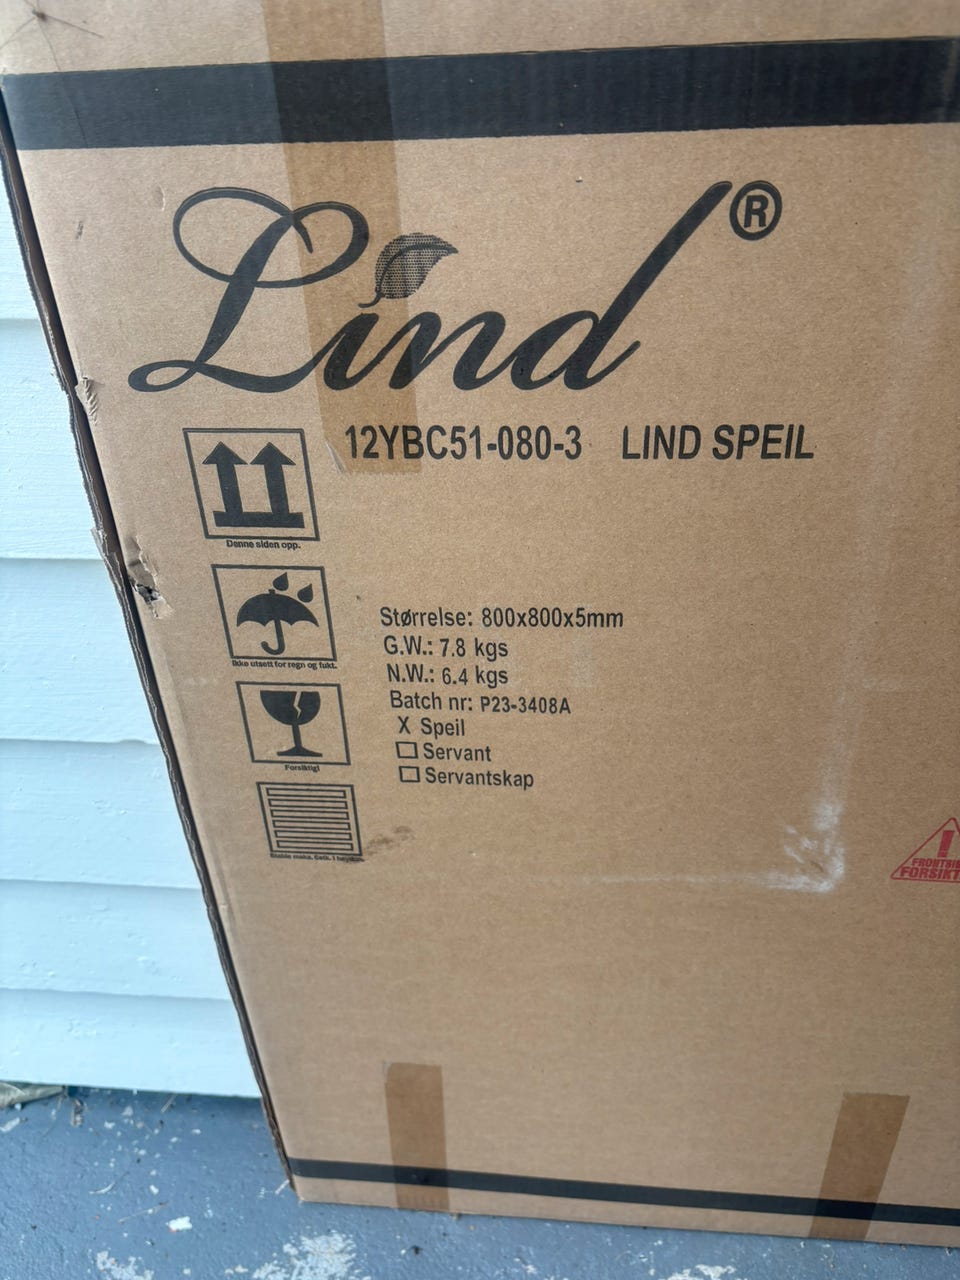 Lind®
12YBC51-080-3 LIND SPEIL
Denne siden opp.
Ikke utsett for regn og fukt.
Forsiktig!
Størrelse: 800x800x5mm
G.W.: 7.8 kgs
N.W.: 6.4 kgs
Batch nr: P23-3408A
X Speil
Servant
Servantskap